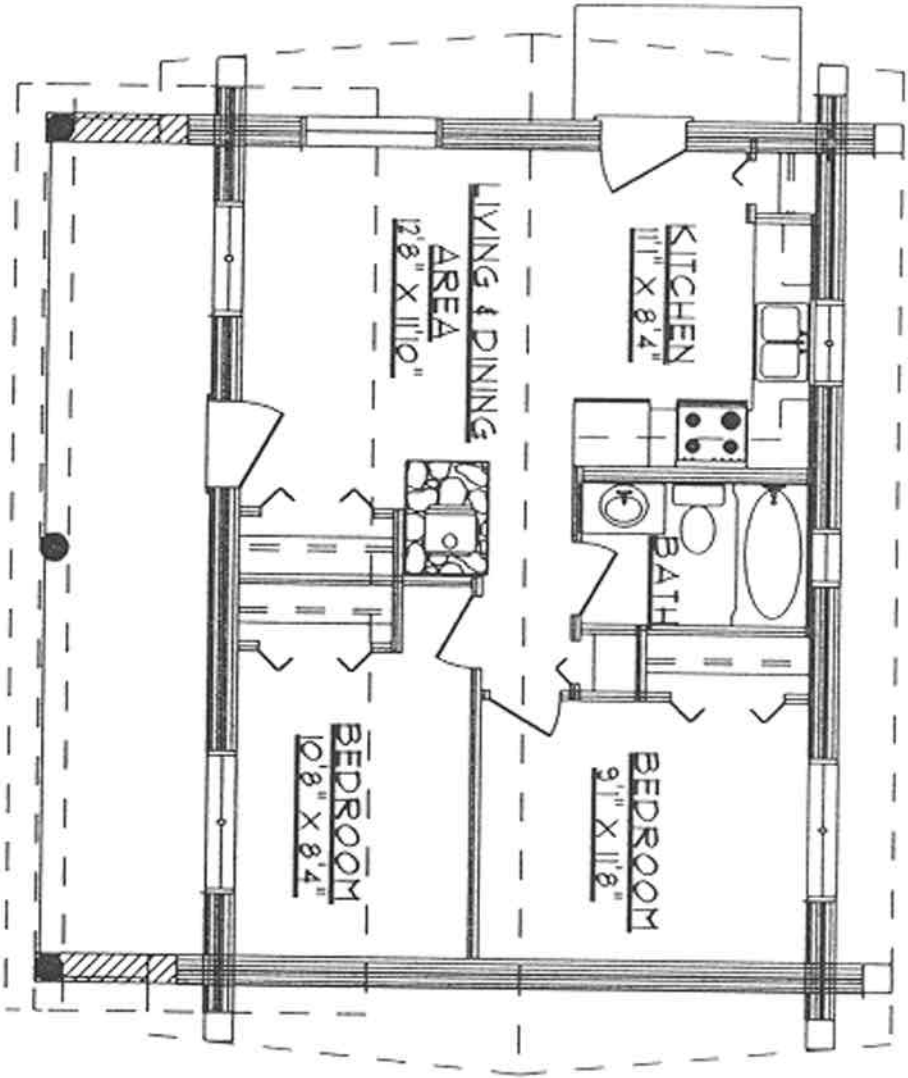 KITCHEN
11'1" X 8'4"
LIVING & DINING
AREA
12'8" X 11'10"
BATH
BEDROOM
9'1" X 11'8"
BEDROOM
10'8" X 8'4"